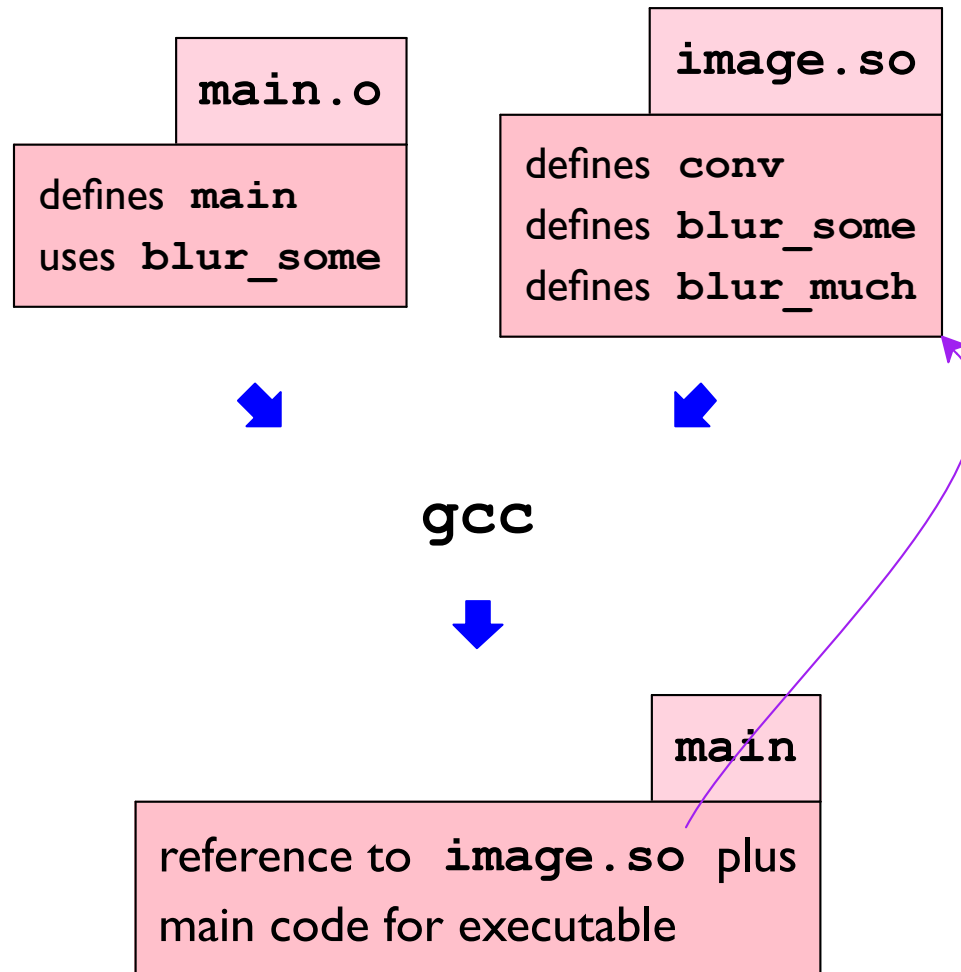 main.o
defines main
uses blur_some
image.so
defines conv
defines blur_some
defines blur_much
gcc
main
reference to image.so plus
main code for executable